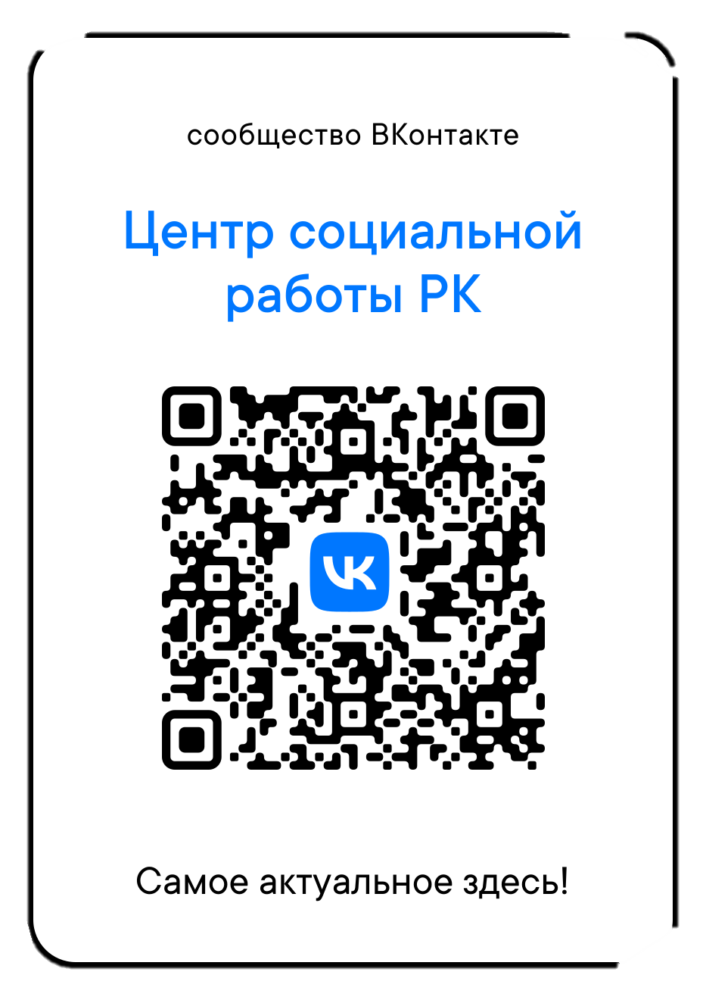 сообщество ВКонтакте
Центр социальной
работы РК
Самое актуальное здесь!